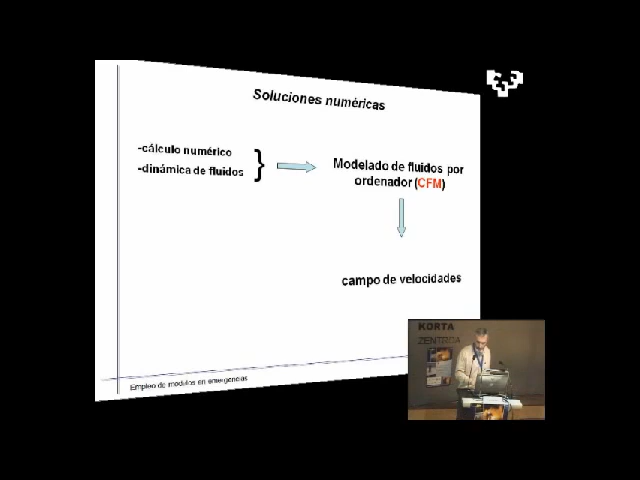 Soluciones numéricas
-cálculo numérico
-dinámica de fluidos
Modelado de fluidos por
ordenador (CFM)
campo de velocidades
Empleo de modulos en emergencias
KORTA
ZENTROA